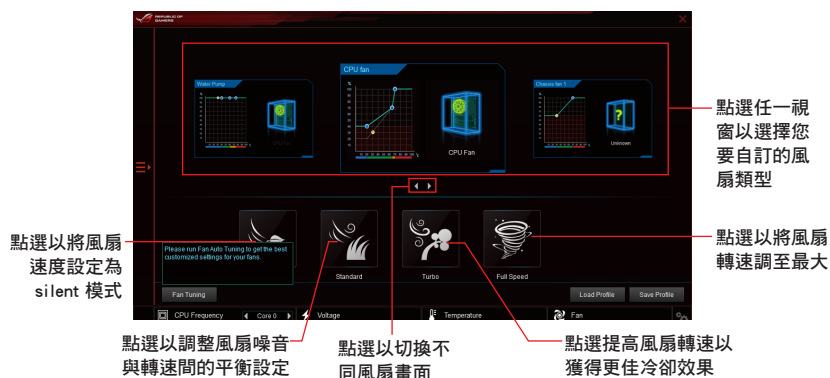 REPUBLIC OF
GAMERS
Water Pump
CPU fan
Chassis fan 1
CPU Fan
CPU Fan
Unknown
點選任一視
窗以選擇您
要自訂的風
扇類型
點選以將風扇
速度設定為
silent 模式
Please run Fan Auto Tuning to get the best
customized settings for your fans.
Standard
Turbo
Full Speed
點選以將風扇
轉速調至最大
Fan Tuning
Load Profile
Save Profile
CPU Frequency
Core 0
Voltage
Temperature
Fan
點選以調整風扇噪音
與轉速間的平衡設定
點選以切換不
同風扇畫面
點選提高風扇轉速以
獲得更佳冷卻效果